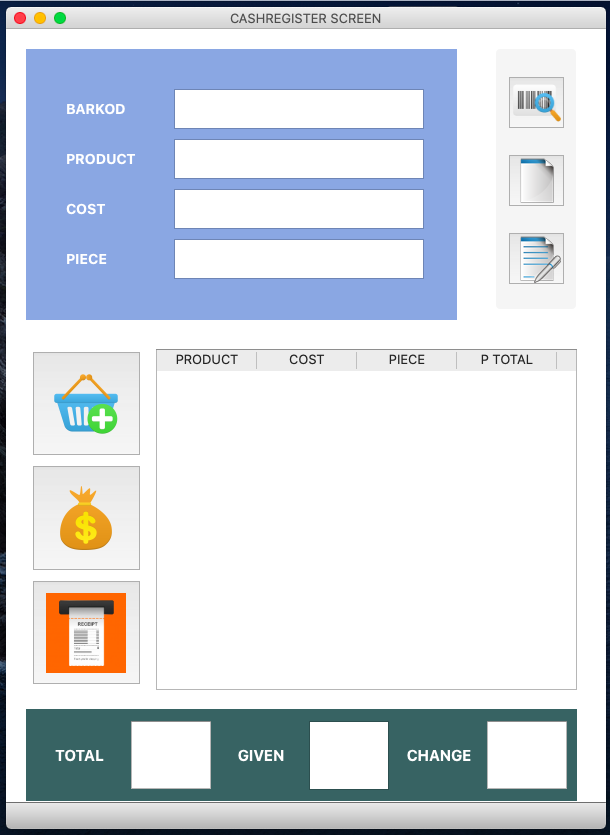 CASHREGISTER SCREEN
BARKOD
PRODUCT
COST
PIECE
PRODUCT COST PIECE P TOTAL
$
RECEIPT
TOTAL GIVEN CHANGE